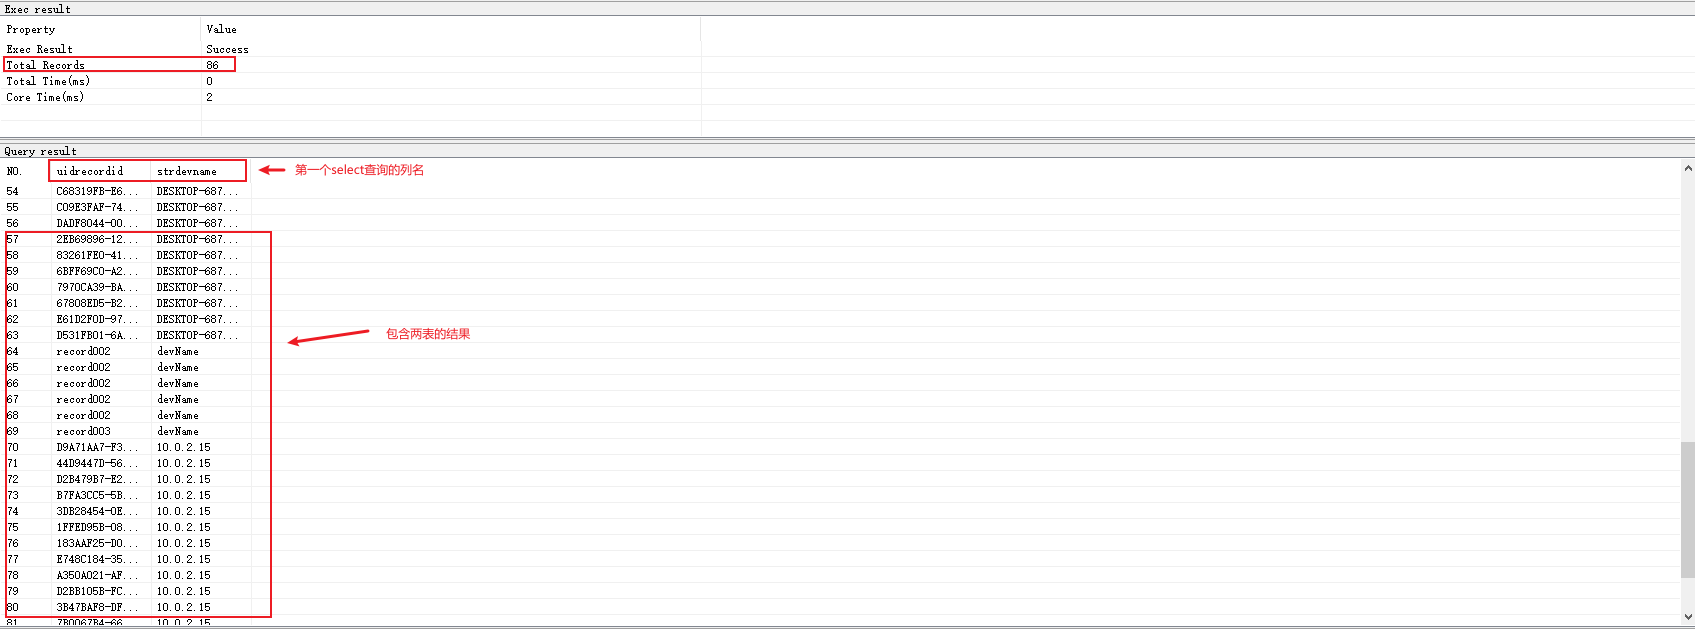 Exec result
Property Value
Exec Result Success
Total Records 86
Total Time(ms) 0
Core Time(ms) 2
Query result
NO. uidrecordid strdevname 第一个select查询的列名
54 C68319FB-E6... DESKTOP-687...
55 C09E3FAF-74... DESKTOP-687...
56 DADF8044-00... DESKTOP-687...
57 2EB69896-12... DESKTOP-687...
58 83261FE0-41... DESKTOP-687...
59 6BFF69C0-A2... DESKTOP-687...
60 7970CA39-BA... DESKTOP-687...
61 67808ED5-B2... DESKTOP-687...
62 E61D2F0D-97... DESKTOP-687...
63 D531FB01-6A... DESKTOP-687... 包含两表的结果
64 record002 devName
65 record002 devName
66 record002 devName
67 record002 devName
68 record002 devName
69 record003 devName
70 D9A71AA7-F3... 10.0.2.15
71 44D9447D-56... 10.0.2.15
72 D2B479B7-E2... 10.0.2.15
73 B7FA3CC5-5B... 10.0.2.15
74 3DB28454-0E... 10.0.2.15
75 1FFED95B-08... 10.0.2.15
76 183AAF25-D0... 10.0.2.15
77 E748C184-35... 10.0.2.15
78 A350A021-AF... 10.0.2.15
79 D2BB105B-FC... 10.0.2.15
80 3B47BAF8-DF... 10.0.2.15
81 7B0067B4-66... 10.0.2.15